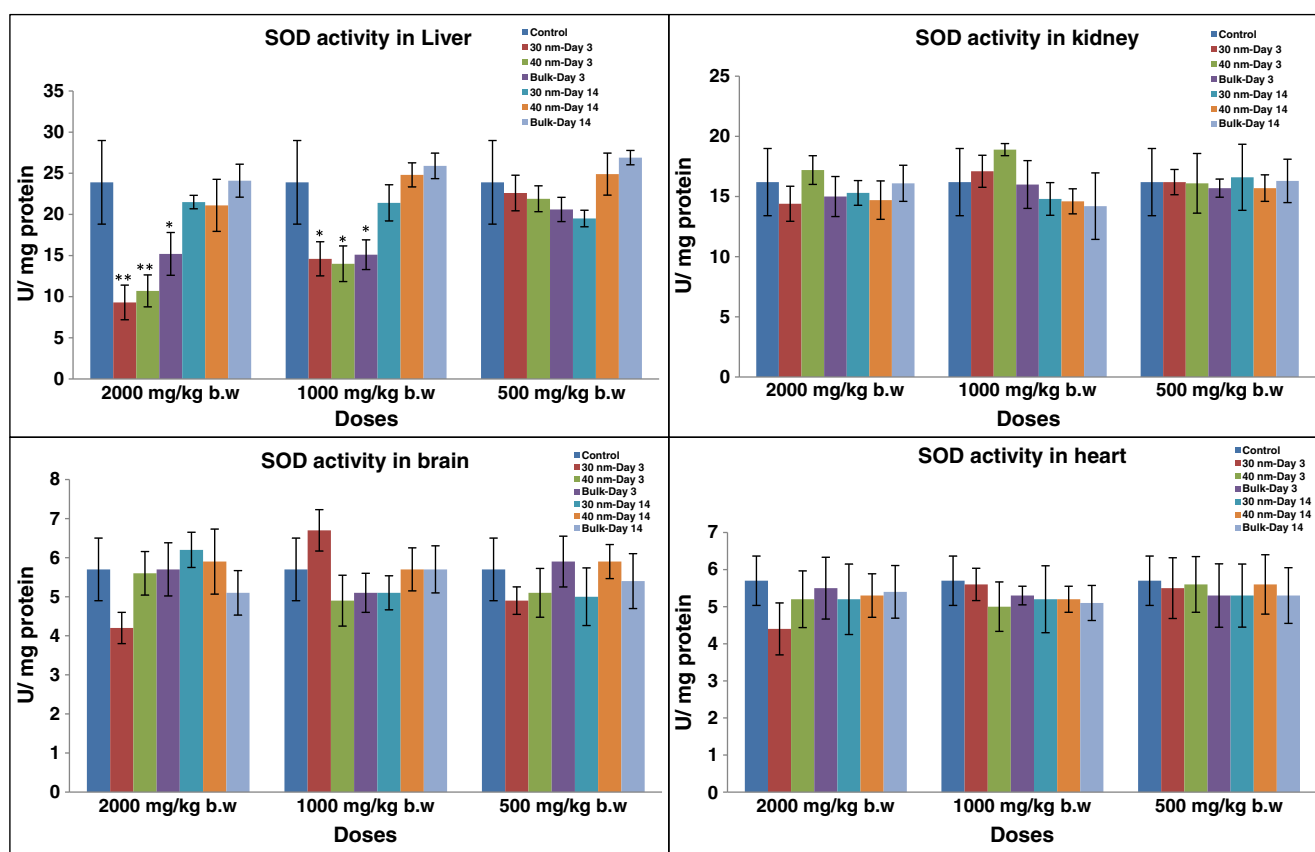 SOD activity in Liver
Control
30 nm-Day 3
40 nm-Day 3
Bulk-Day 3
30 nm-Day 14
40 nm-Day 14
Bulk-Day 14
U/ mg protein
35
30
25
20
15
10
5
0
** ** *
* * *
2000 mg/kg b.w 1000 mg/kg b.w 500 mg/kg b.w
Doses
SOD activity in kidney
Control
30 nm-Day 3
40 nm-Day 3
Bulk-Day 3
30 nm-Day 14
40 nm-Day 14
Bulk-Day 14
U/ mg protein
25
20
15
10
5
0
2000 mg/kg b.w 1000 mg/kg b.w 500 mg/kg b.w
Doses
SOD activity in brain
Control
30 nm-Day 3
40 nm-Day 3
Bulk-Day 3
30 nm-Day 14
40 nm-Day 14
Bulk-Day 14
U/ mg protein
8
7
6
5
4
3
2
1
0
2000 mg/kg b.w 1000 mg/kg b.w 500 mg/kg b.w
Doses
SOD activity in heart
Control
30 nm-Day 3
40 nm-Day 3
Bulk-Day 3
30 nm-Day 14
40 nm-Day 14
Bulk-Day 14
U/ mg protein
7
6
5
4
3
2
1
0
2000 mg/kg b.w 1000 mg/kg b.w 500 mg/kg b.w
Doses